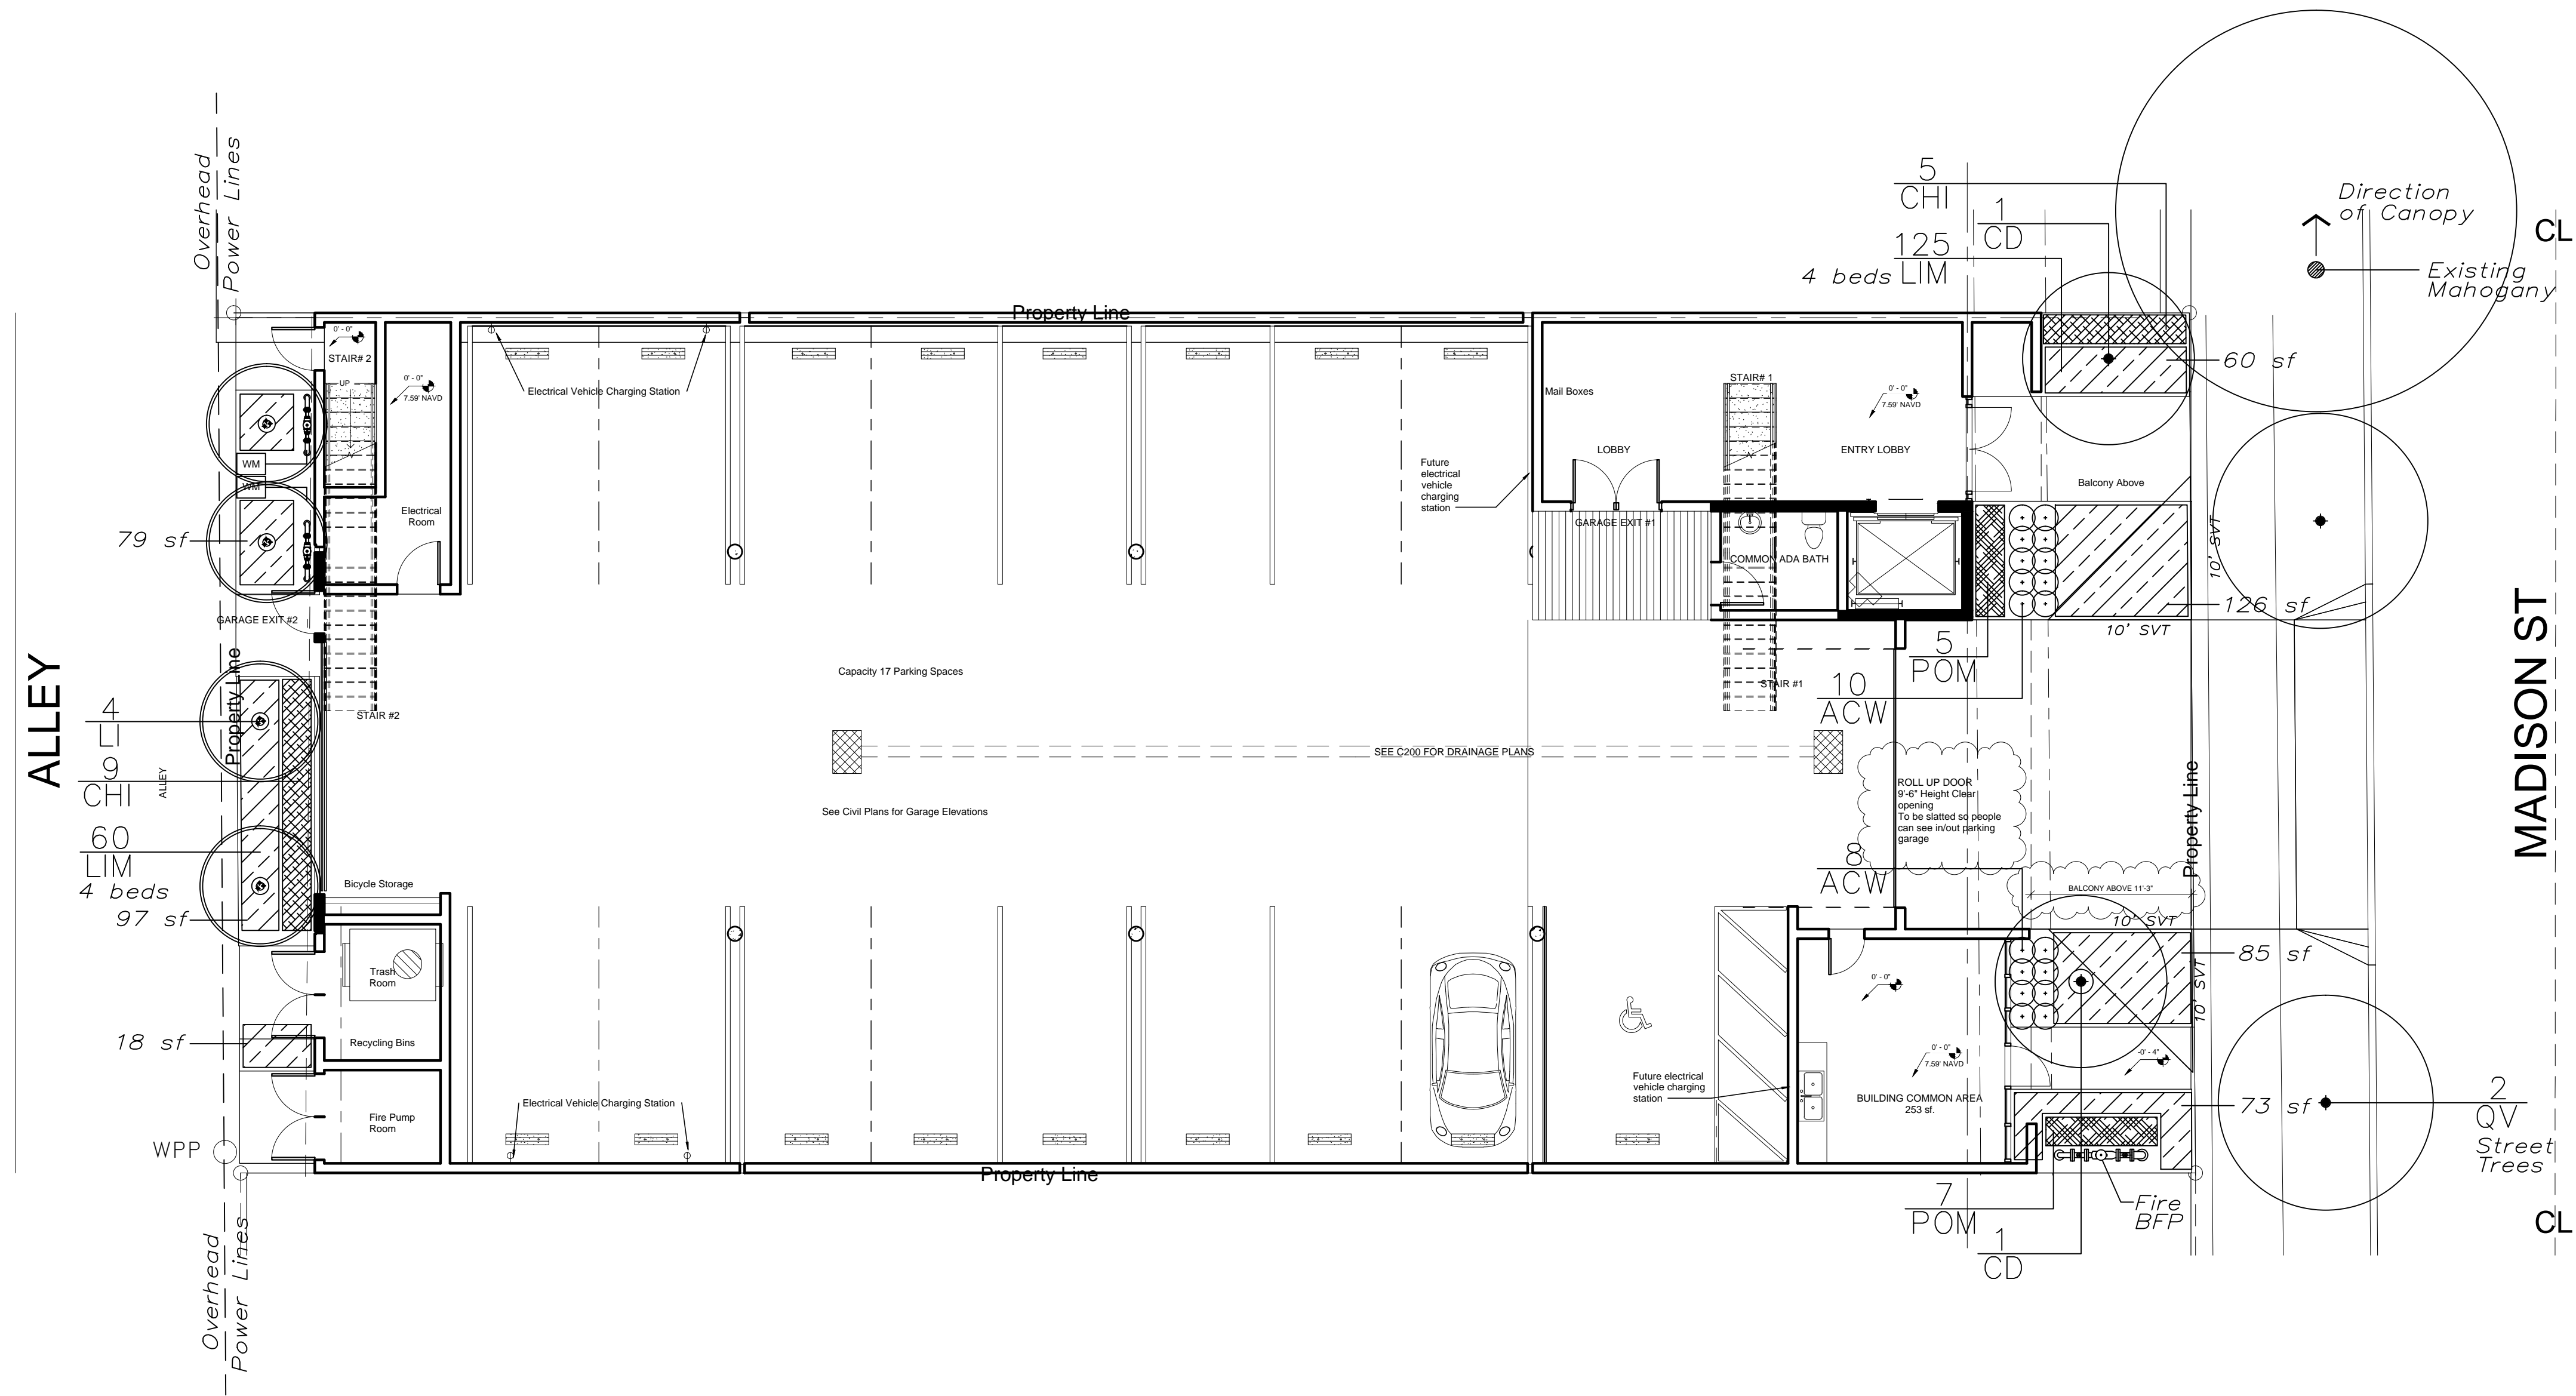 Overhead
Power Lines
5
CHI
1
CD
125
4 beds LIM
Direction
of Canopy
CL
Existing
Mahogany
Property Line
0' - 0"
STAIR# 2
UP
0' - 0"
7.59' NAVD
Electrical Vehicle Charging Station
Mail Boxes
STAIR# 1
0' - 0"
7.59' NAVD
60 sf
WM
WM
LOBBY
ENTRY LOBBY
Future
electrical
vehicle
charging
station
Balcony Above
Electrical
Room
GARAGE EXIT #1
79 sf
COMMON ADA BATH
10' SVT
126 sf
10' SVT
GARAGE EXIT #2
5
POM
Capacity 17 Parking Spaces
STAIR #1
10
ACW
4
LI
STAIR #2
ALLEY
Property Line
MADISON ST
SEE C200 FOR DRAINAGE PLANS
9
CHI
ALLEY
ROLL UP DOOR
9'-6" Height Clear
opening
To be slatted so people
can see in/out parking
garage
Property Line
See Civil Plans for Garage Elevations
60
LIM
4 beds
97 sf
8
ACW
Bicycle Storage
BALCONY ABOVE 11'-3"
10' SVT
85 sf
Trash
Room
0' - 0"
10' SVT
18 sf
Recycling Bins
0' - 0"
7.59' NAVD
-0' - 4"
Future electrical
vehicle charging
station
BUILDING COMMON AREA
253 sf.
Electrical Vehicle Charging Station
73 sf
2
QV
Street
Trees
Fire Pump
Room
WPP
Property Line
7
POM
Fire
BFP
1
CD
CL
Overhead
Power Lines